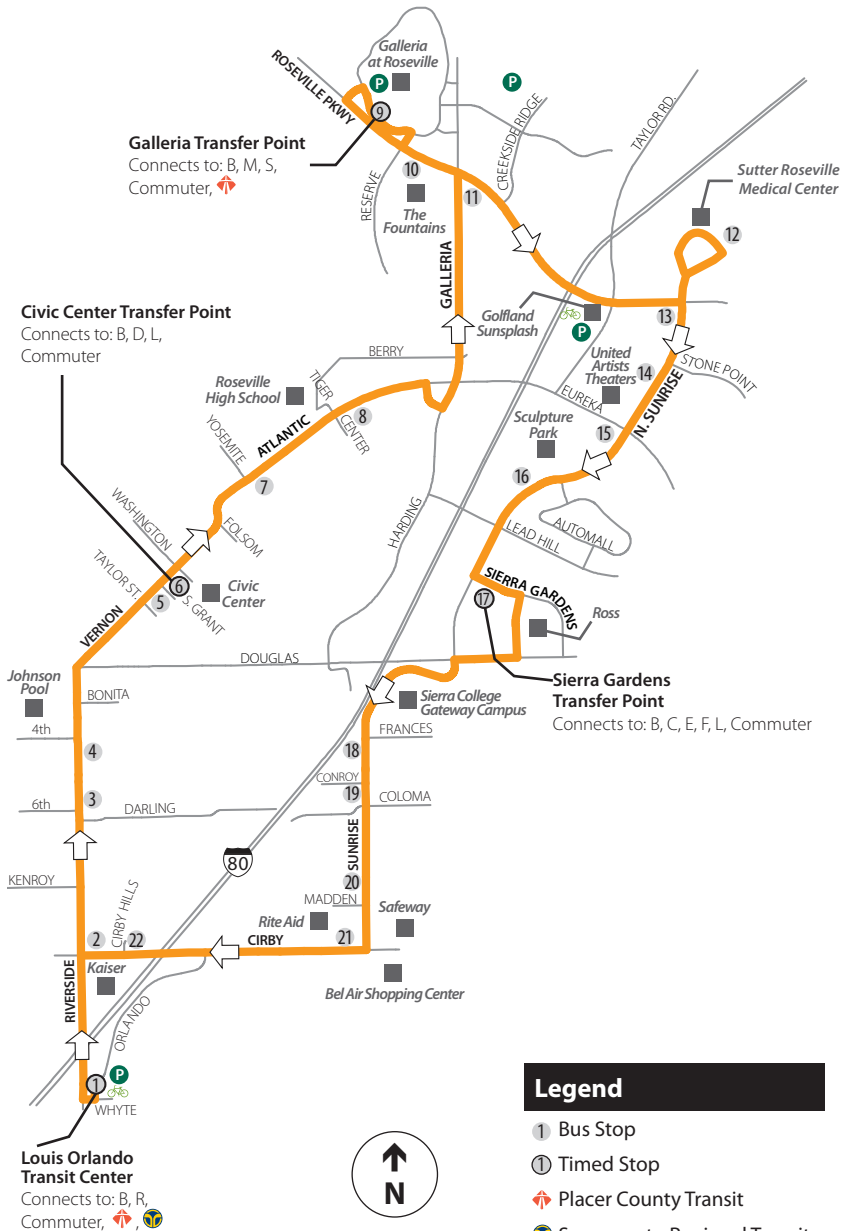 Galleria
at Roseville
P
P
ROSEVILLE PKWY
9
Galleria Transfer Point
Connects to: B, M, S,
Commuter,
CREEKSIDE RIDGE
TAYLOR RD.
Sutter Roseville
Medical Center
10
11
RESERVE
The
Fountains
12
GALLERIA
Civic Center Transfer Point
Connects to: B, D, L,
Commuter
Golfland
Sunsplash
P
13
BERRY
United
Artists
Theaters
14
STONE POINT
Roseville
High School
TIGER
CENTER
EUREKA
N. SUNRISE
ATLANTIC
8
Sculpture
Park
15
YOSEMITE
7
16
WASHINGTON
FOLSOM
HARDING
LEAD HILL
AUTOMALL
TAYLOR ST.
6
5
S. GRANT
Civic
Center
SIERRA GARDENS
17
Ross
VERNON
DOUGLAS
Johnson
Pool
BONITA
Sierra College
Gateway Campus
Sierra Gardens
Transfer Point
Connects to: B, C, E, F, L, Commuter
4th
4
FRANCES
18
CONROY
19
COLOMA
6th
3
DARLING
SUNRISE
80
KENROY
20
MADDEN
CIRBY HILLS
Rite Aid
Safeway
2
22
CIRBY
21
Kaiser
Bel Air Shopping Center
RIVERSIDE
ORLANDO
1
P
WHYTE
Louis Orlando
Transit Center
Connects to: B, R,
Commuter, ,
N
Legend
1 Bus Stop
1 Timed Stop
Placer County Transit